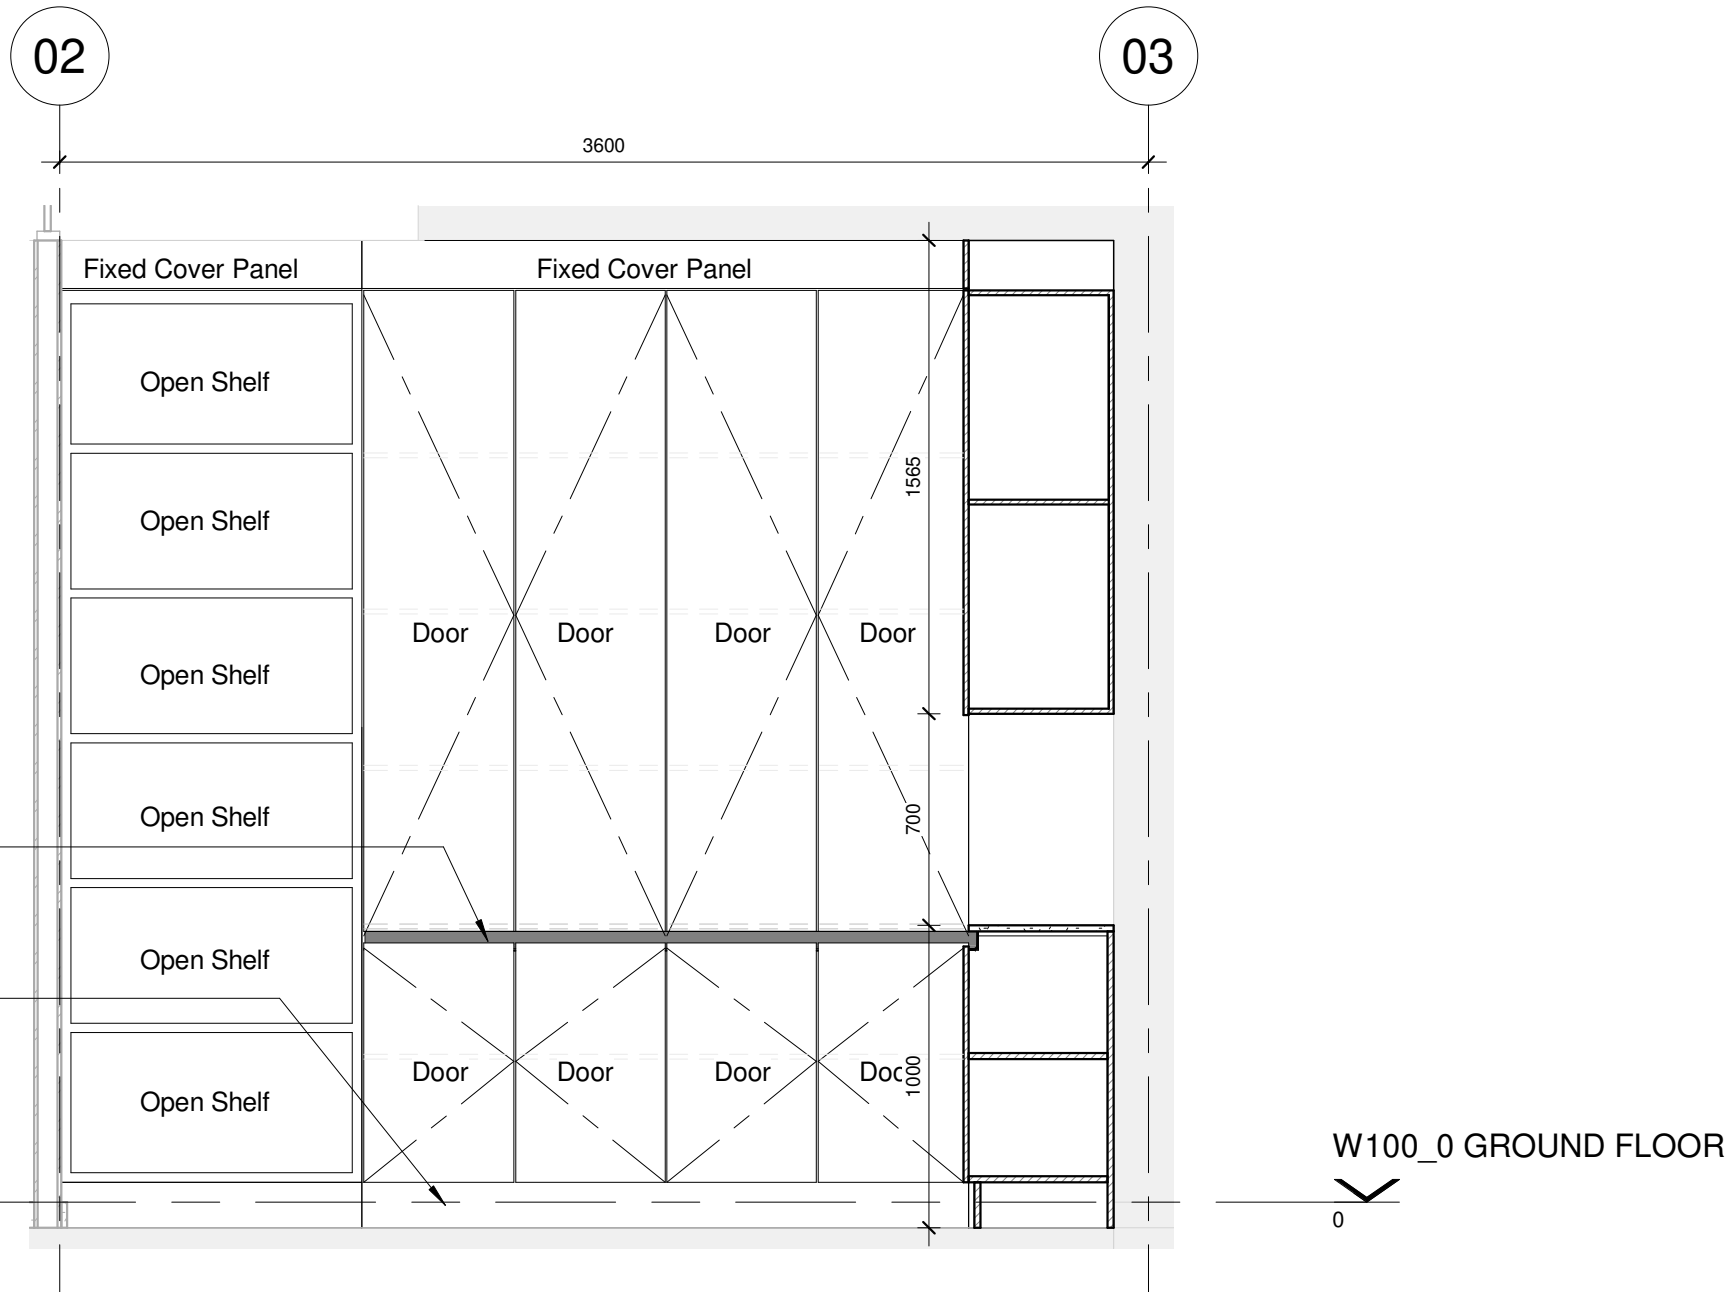 02
03
3600
Fixed Cover Panel
Fixed Cover Panel
Open Shelf
1565
Open Shelf
Door
Door
Door
Door
Open Shelf
Open Shelf
700
Open Shelf
Door
Door
Door
1000
Open Shelf
W100_0 GROUND FLOOR
0